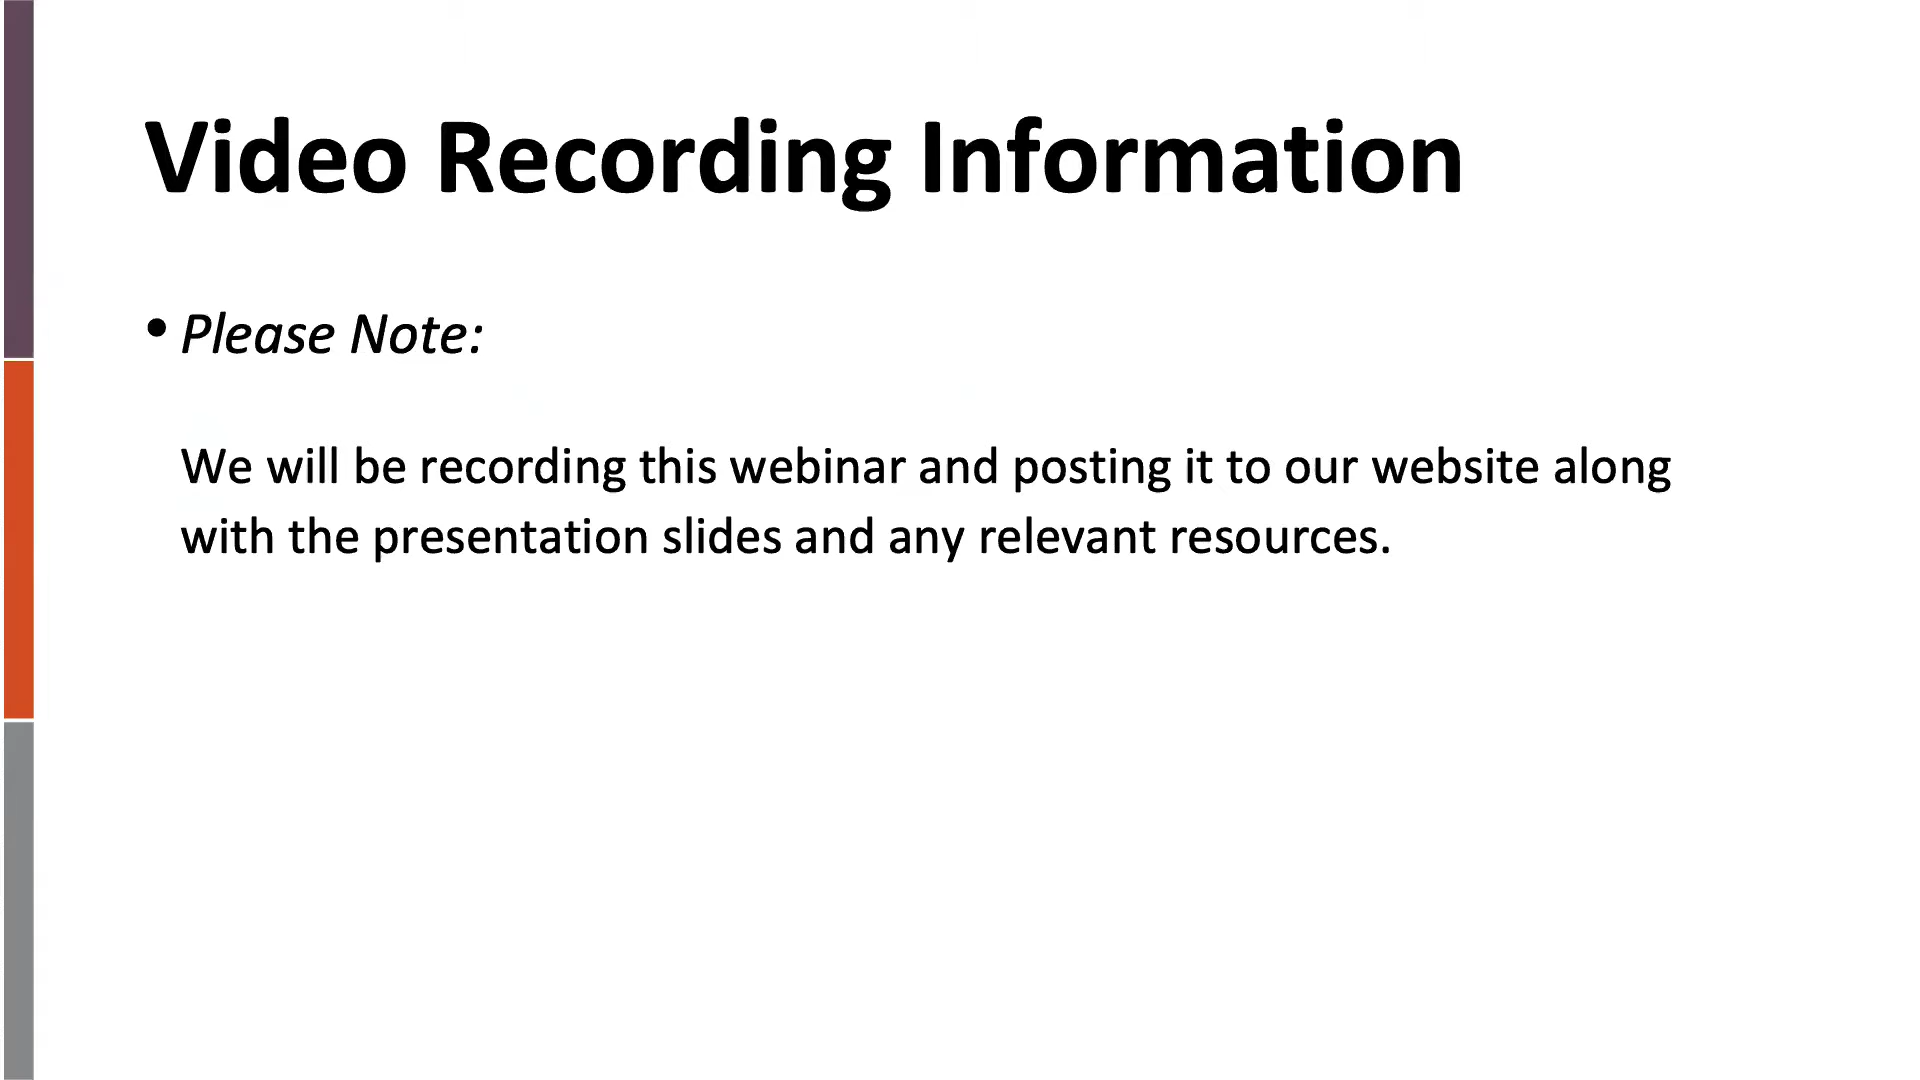 Video Recording Information
• Please Note:
We will be recording this webinar and posting it to our website along
with the presentation slides and any relevant resources.